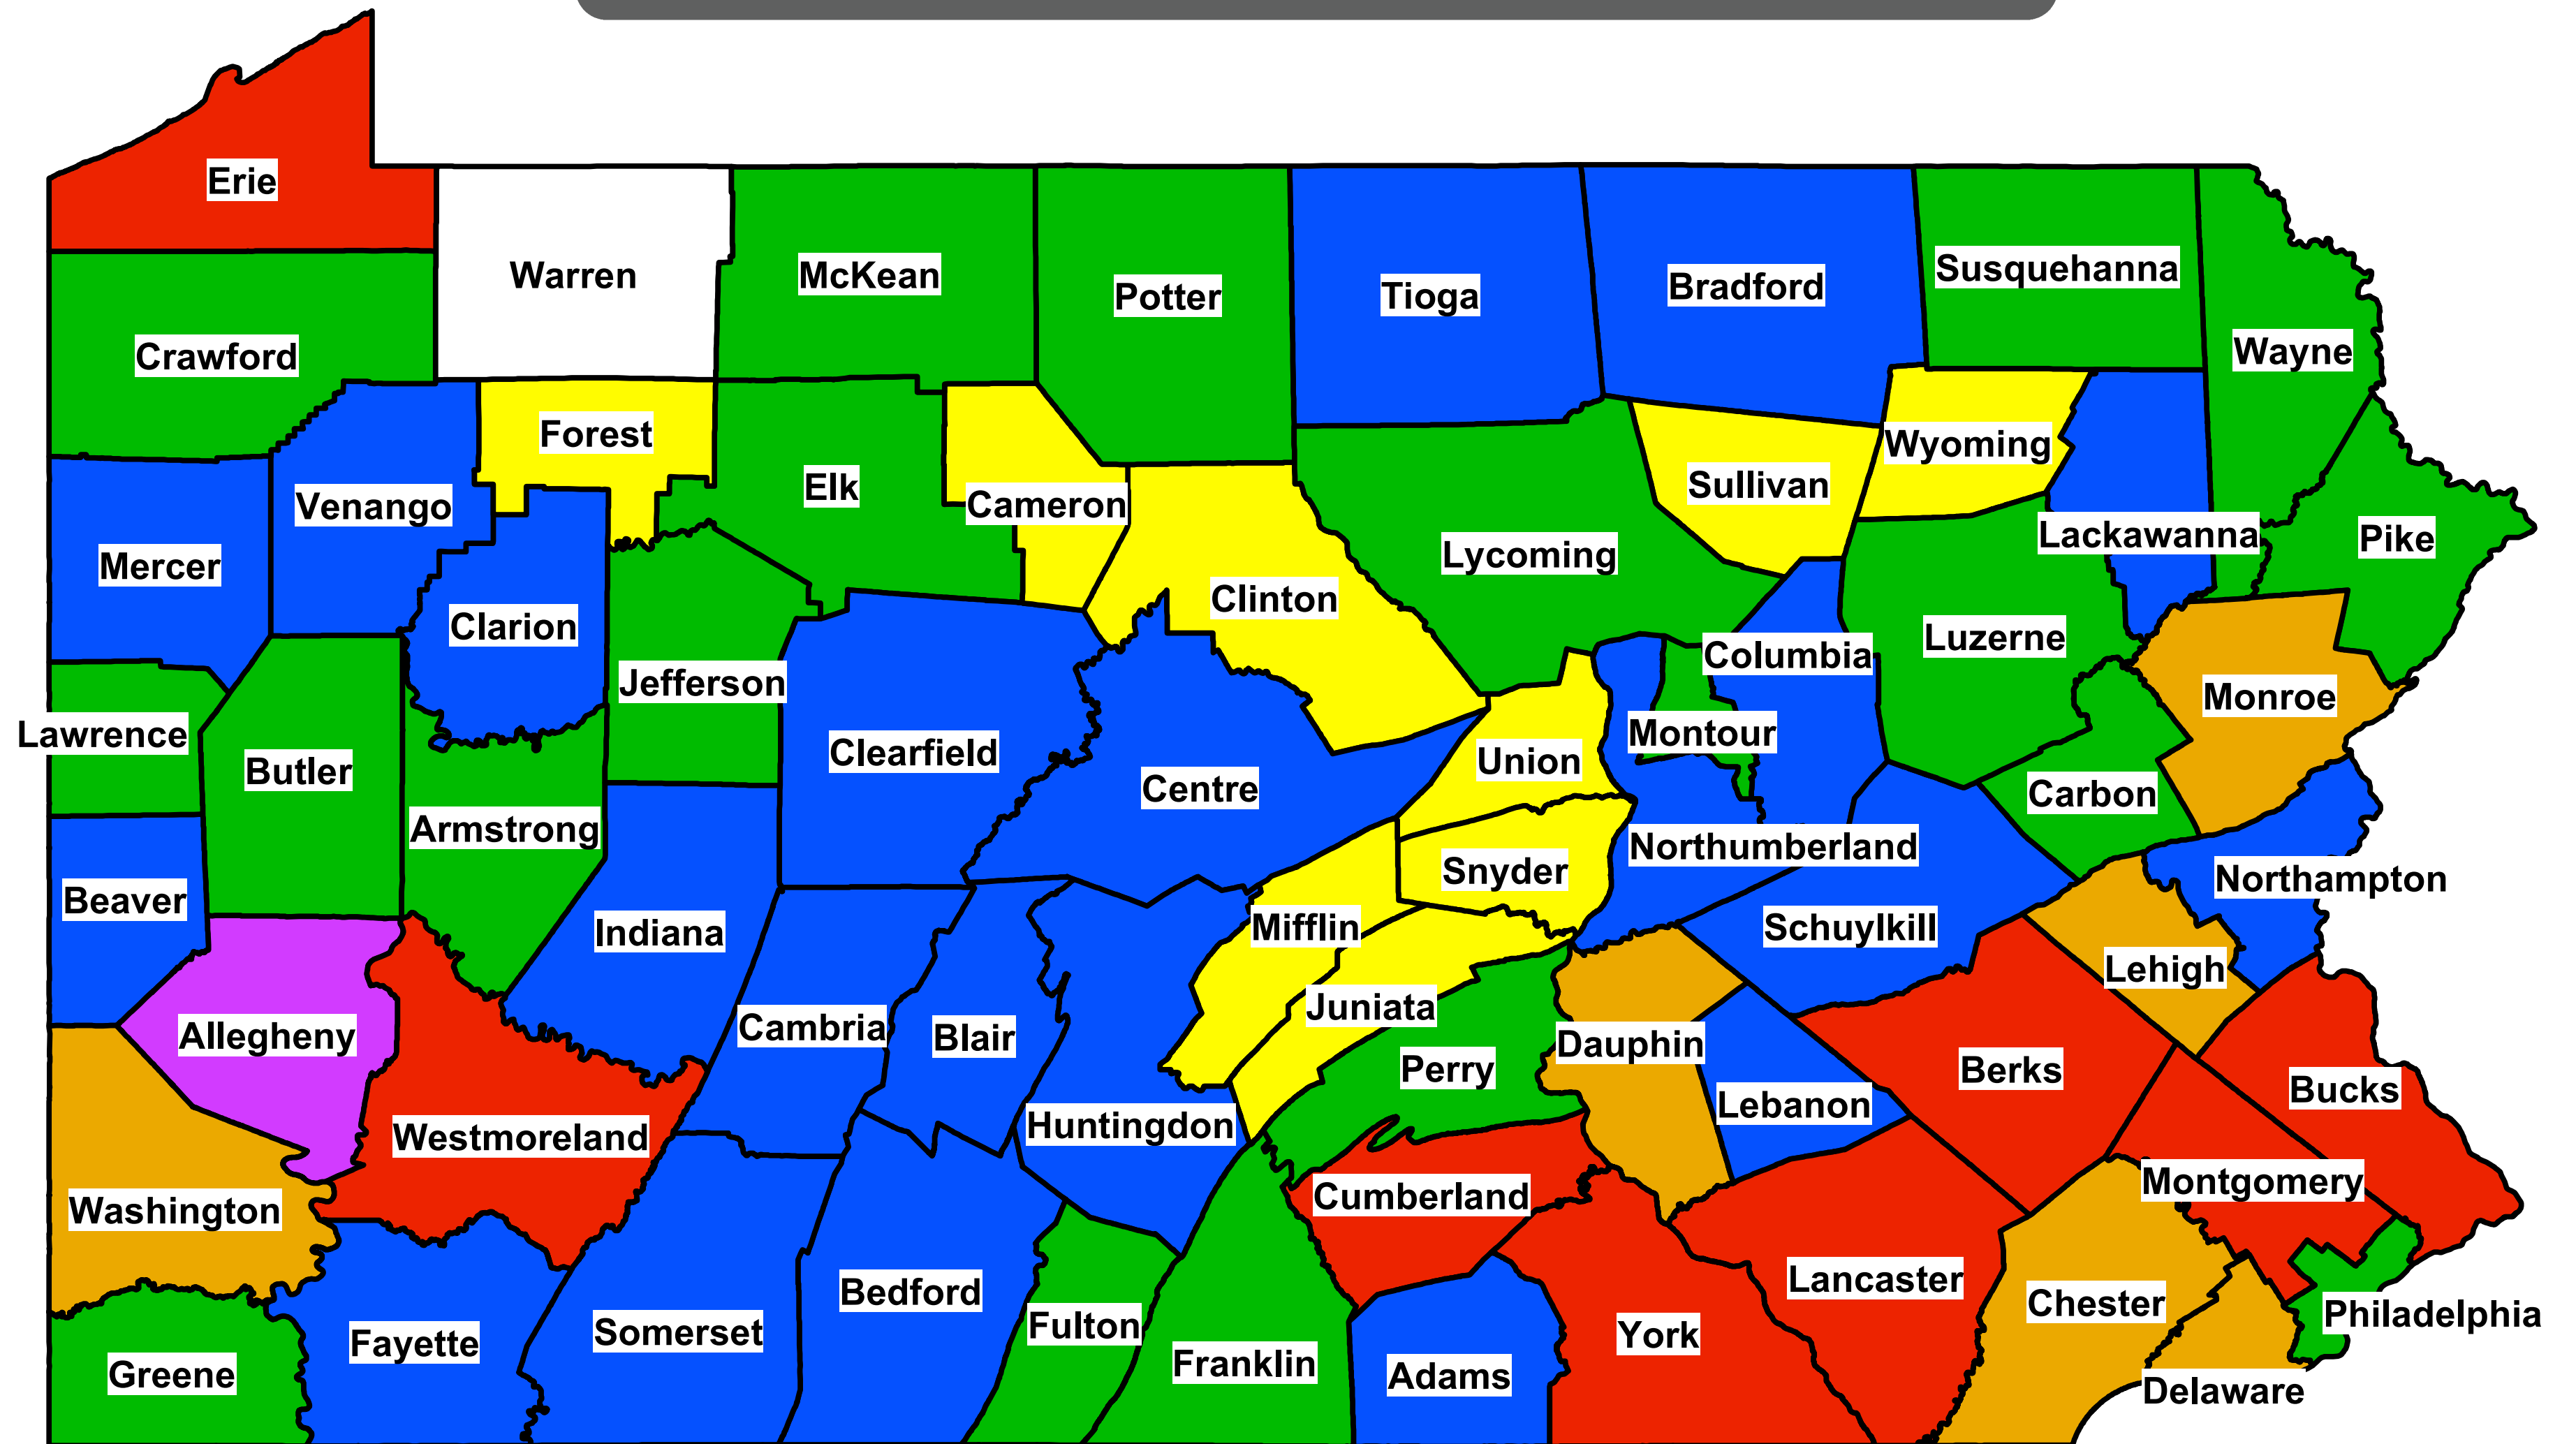 Erie
Warren
McKean
Potter
Tioga
Bradford
Susquehanna
Wayne
Crawford
Forest
Elk
Cameron
Sullivan
Wyoming
Lackawanna
Pike
Venango
Mercer
Clarion
Jefferson
Clinton
Lycoming
Columbia
Luzerne
Monroe
Lawrence
Butler
Armstrong
Clearfield
Centre
Union
Montour
Carbon
Beaver
Indiana
Mifflin
Snyder
Northumberland
Schuylkill
Northampton
Lehigh
Allegheny
Cambria
Blair
Juniata
Perry
Dauphin
Lebanon
Berks
Bucks
Westmoreland
Huntingdon
Cumberland
Montgomery
Washington
Bedford
Fulton
Franklin
Adams
York
Lancaster
Chester
Philadelphia
Delaware
Greene
Fayette
Somerset